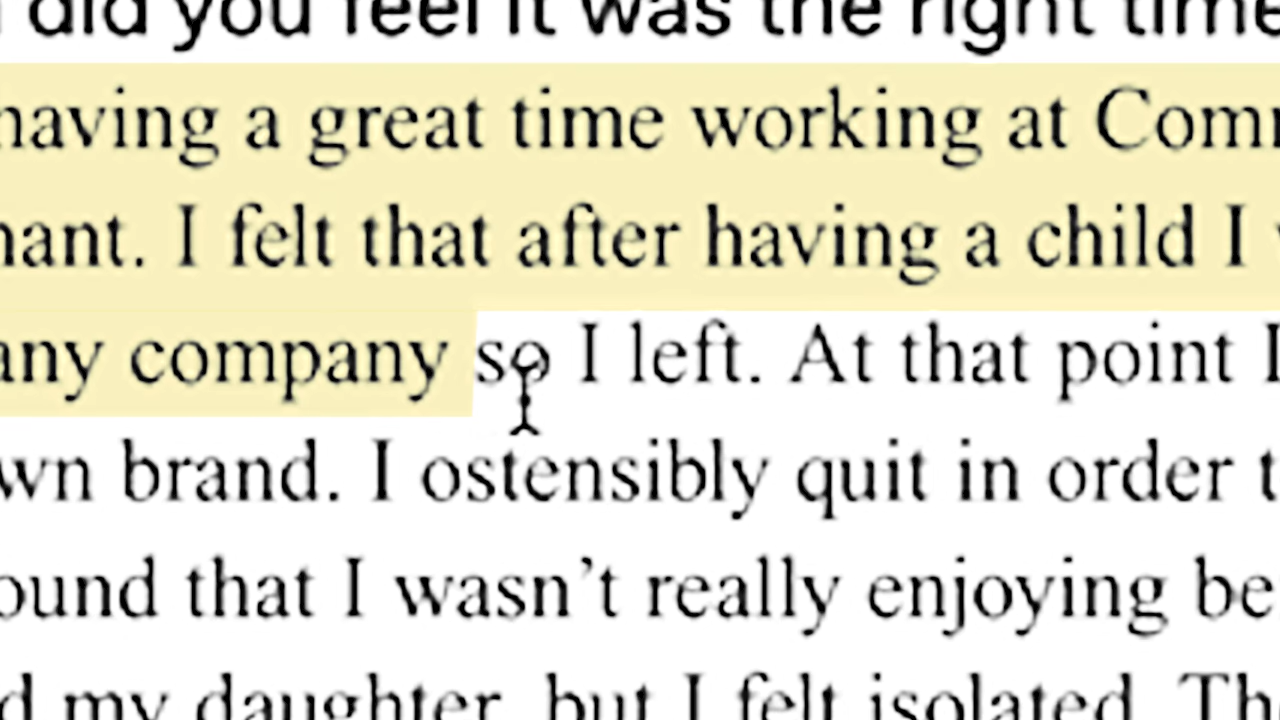 did you feel it was the right time
having a great time working at Com
nant. I felt that after having a child I
any company so I left. At that point I
wn brand. I ostensibly quit in order t
ound that I wasn’t really enjoying be
d my daughter, but I felt isolated. Th